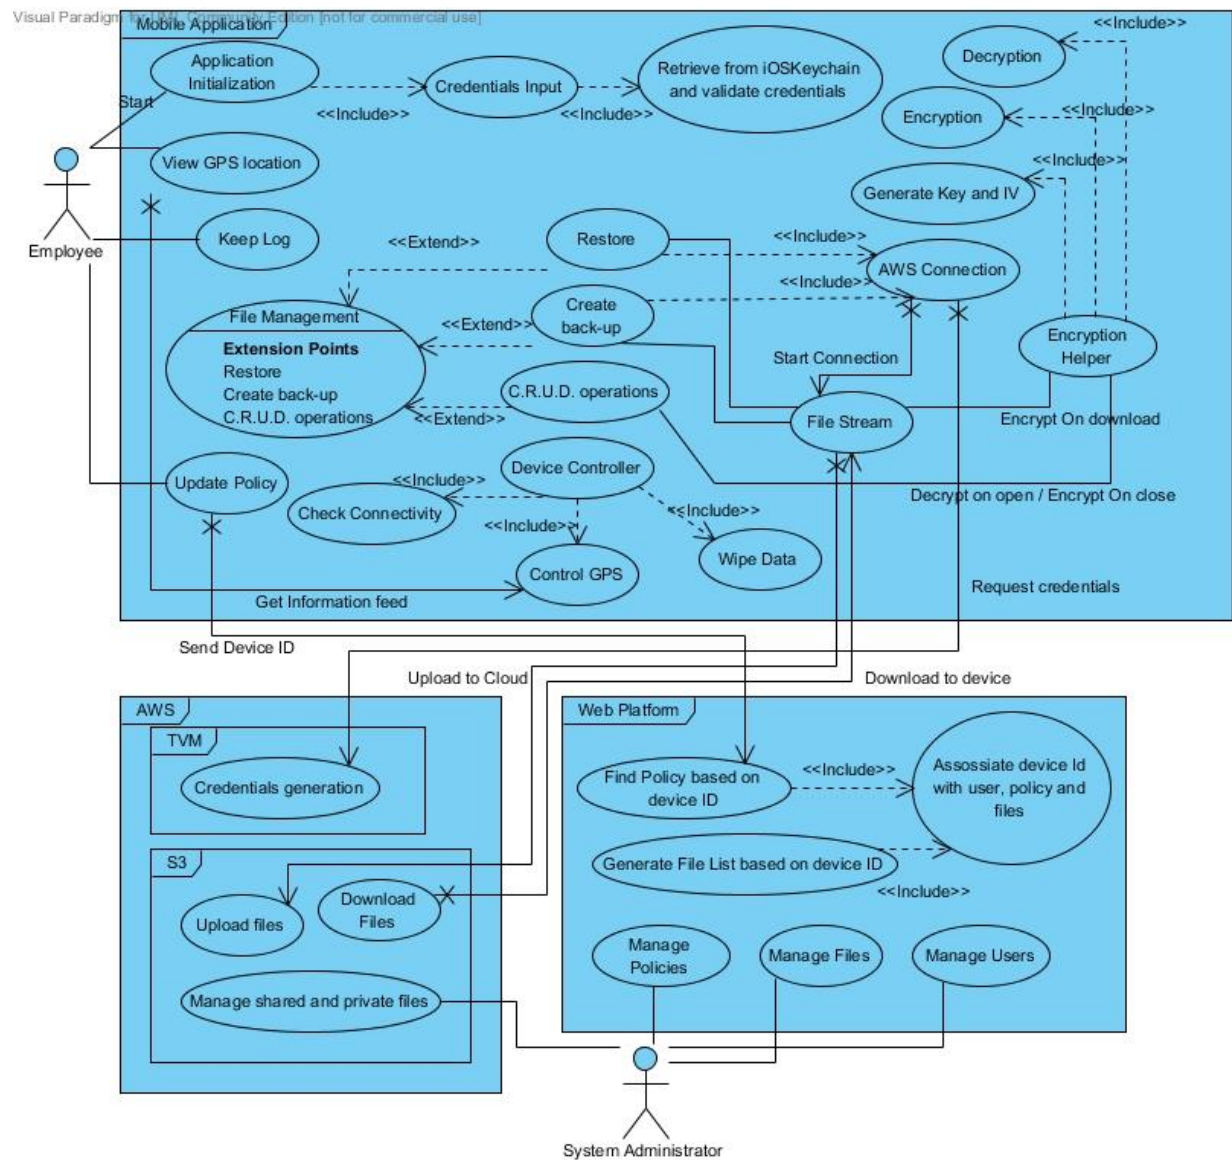 Visual Paradigm for UML Community Edition [not for commercial use]
Mobile Application
Application
Initialization
Start
<<Include>>
Credentials Input
<<Include>>
Retrieve from iOSKeychain
and validate credentials
<<Include>>
Decryption
<<Include>>
Encryption
<<Include>>
Generate Key and IV
View GPS location
Employee
Keep Log
<<Extend>>
Restore
<<Include>>
AWS Connection
<<Include>>
File Management
Extension Points
Restore
Create back-up
C.R.U.D. operations
<<Extend>>
Create
back-up
Encryption
Helper
Start Connection
C.R.U.D. operations
<<Extend>>
File Stream
Encrypt On download
Update Policy
Device Controller
<<Include>>
Check Connectivity
<<Include>>
<<Include>>
Decrypt on open / Encrypt On close
Wipe Data
Control GPS
Get Information feed
Request credentials
Send Device ID
Upload to Cloud
Download to device
AWS
TVM
Credentials generation
S3
Upload files
Download
Files
Manage shared and private files
Web Platform
Find Policy based on
device ID
<<Include>>
Assossiate device Id
with user, policy and
files
Generate File List based on device ID
<<Include>>
Manage
Policies
Manage Files
Manage Users
System Administrator